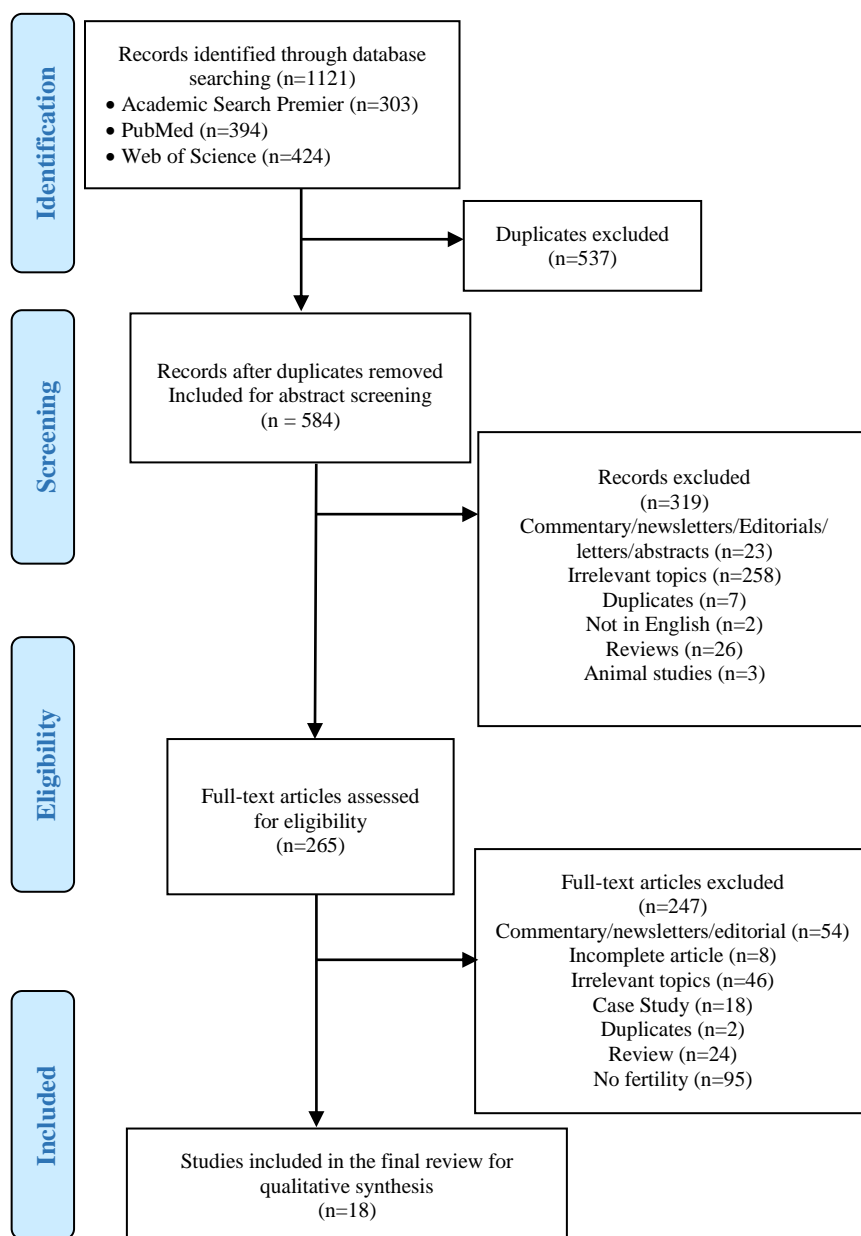 Identification
Records identified through database
searching (n=1121)
• Academic Search Premier (n=303)
• PubMed (n=394)
• Web of Science (n=424)
Duplicates excluded
(n=537)
Screening
Records after duplicates removed
Included for abstract screening
(n = 584)
Records excluded
(n=319)
Commentary/newsletters/Editorials/
letters/abstracts (n=23)
Irrelevant topics (n=258)
Duplicates (n=7)
Not in English (n=2)
Reviews (n=26)
Animal studies (n=3)
Eligibility
Full-text articles assessed
for eligibility
(n=265)
Full-text articles excluded
(n=247)
Commentary/newsletters/editorial (n=54)
Incomplete article (n=8)
Irrelevant topics (n=46)
Case Study (n=18)
Duplicates (n=2)
Review (n=24)
No fertility (n=95)
Included
Studies included in the final review for
qualitative synthesis
(n=18)